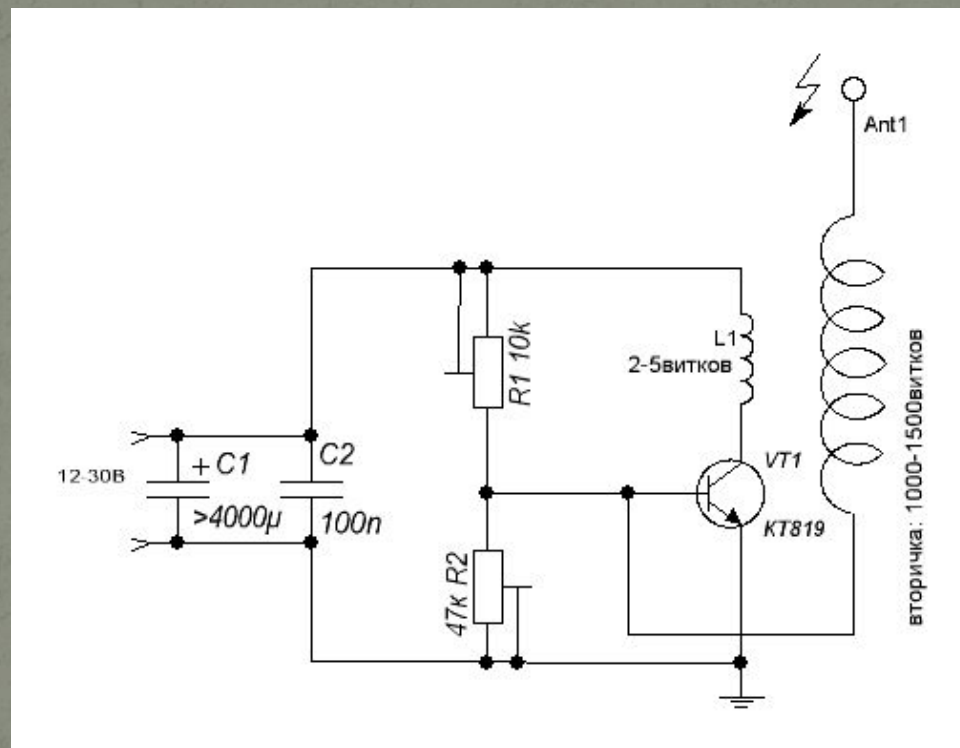 Ant1
R1 10k
L1
2-5витков
12-30В
+ C1
>4000µ
C2
100n
VT1
КТ819
47к R2
вторичка: 1000-1500витков